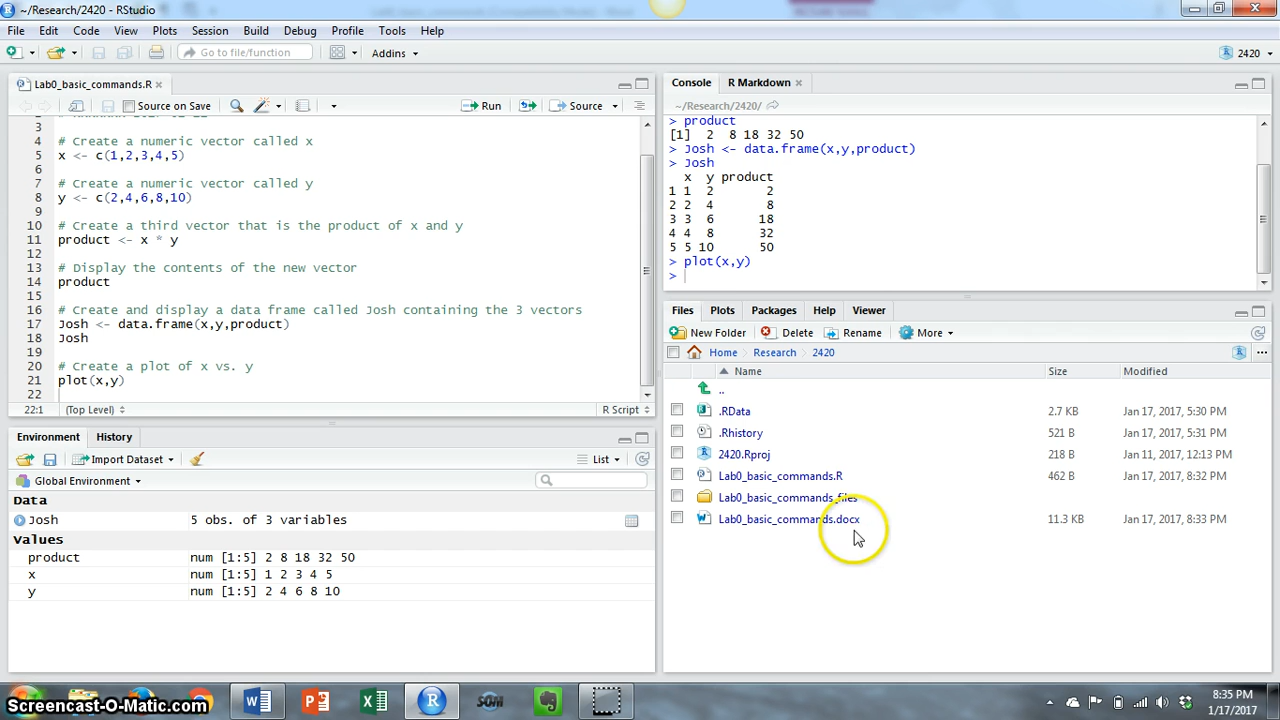 ~/Research/2420 - RStudio
File Edit Code View Plots Session Build Debug Profile Tools Help
Go to file/function Addins 2420
Lab0_basic_commands.R
Source on Save Run Source
3
4 # Create a numeric vector called x
5 x <- c(1,2,3,4,5)
6
7 # Create a numeric vector called y
8 y <- c(2,4,6,8,10)
9
10 # Create a third vector that is the product of x and y
11 product <- x * y
12
13 # Display the contents of the new vector
14 product
15
16 # Create and display a data frame called Josh containing the 3 vectors
17 Josh <- data.frame(x,y,product)
18 Josh
19
20 # Create a plot of x vs. y
21 plot(x,y)
22
22:1 (Top Level) R Script
Environment History
Import Dataset List
Global Environment
Data
Josh 5 obs. of 3 variables
Values
product num [1:5] 2 8 18 32 50
x num [1:5] 1 2 3 4 5
y num [1:5] 2 4 6 8 10
Console R Markdown
~/Research/2420/
> product
[1] 2 8 18 32 50
> Josh <- data.frame(x,y,product)
> Josh
x y product
1 1 2 2
2 2 4 8
3 3 6 18
4 4 8 32
5 5 10 50
> plot(x,y)
>
Files Plots Packages Help Viewer
New Folder Delete Rename More
Home Research 2420
Name Size Modified
..
.RData 2.7 KB Jan 17, 2017, 5:30 PM
.Rhistory 521 B Jan 17, 2017, 5:31 PM
2420.Rproj 218 B Jan 11, 2017, 12:13 PM
Lab0_basic_commands.R 462 B Jan 17, 2017, 8:32 PM
Lab0_basic_commands_files
Lab0_basic_commands.docx 11.3 KB Jan 17, 2017, 8:33 PM
Screencast-O-Matic.com
SOM
8:35 PM
1/17/2017